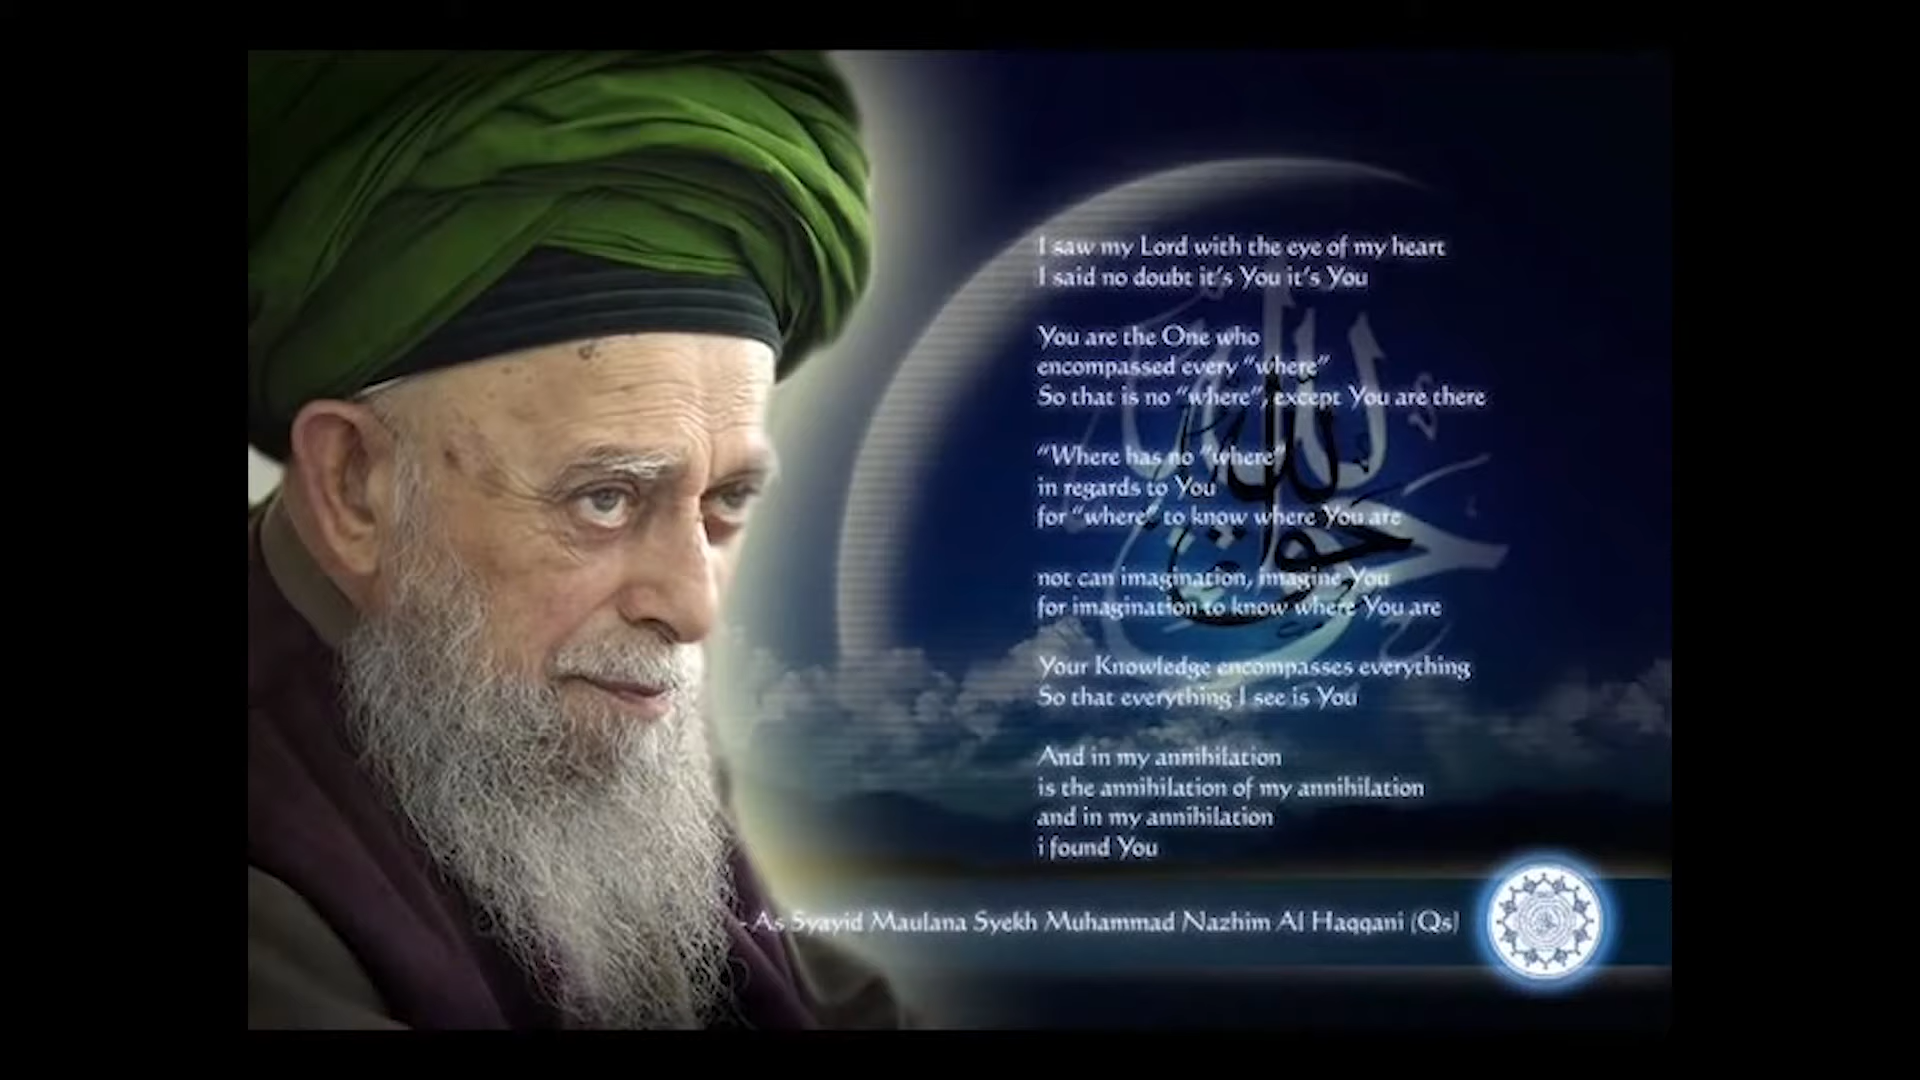 I saw my Lord with the eye of my heart
I said no doubt it's You it's You
You are the One who
encompassed every "where"
So that is no "where", except You are there
"Where has no "where"
in regards to You
for "where" to know where You are
not can imagination, imagine You
for imagination to know where You are
Your Knowledge encompasses everything
So that everything I see is You
And in my annihilation
is the annihilation of my annihilation
and in my annihilation
i found You
- As Syayid Maulana Syekh Muhammad Nazhim Al Haqqani (Qs)